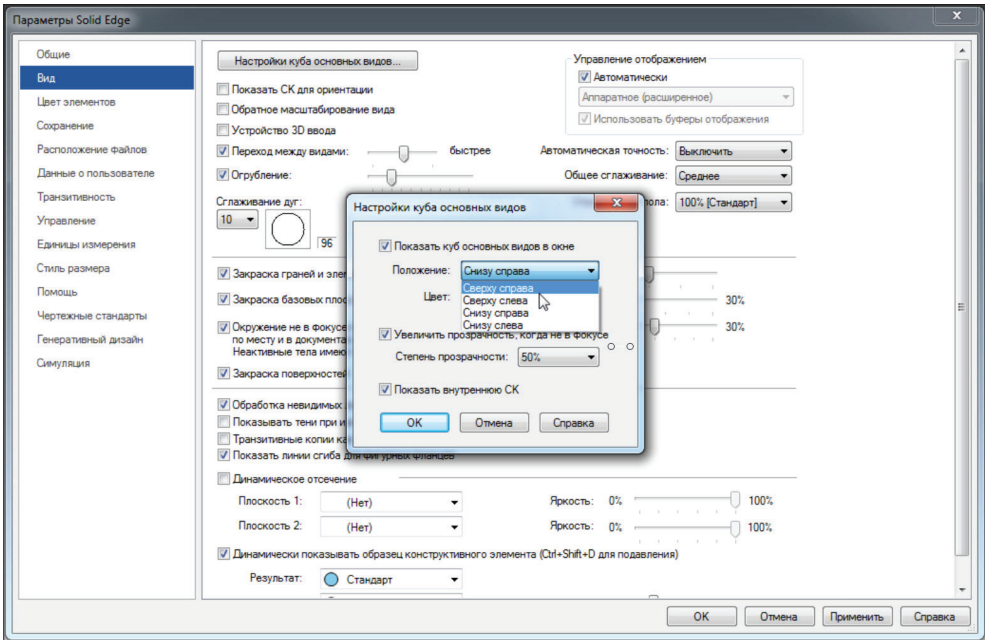 Параметры Solid Edge
Общие
Вид
Цвет элементов
Сохранение
Расположение файлов
Данные о пользователе
Транзитивность
Управление
Единицы измерения
Стиль размера
Помощь
Чертежные стандарты
Генеративный дизайн
Симуляция
Настройки куба основных видов...
Показать СК для ориентации
Обратное масштабирование вида
Устройство 3D ввода
Переход между видами:
быстрее
Огрубление:
Сглаживание дуг:
10
96
Управление отображением
Автоматически
Аппаратное (расширенное)
Использовать буферы отображения
Автоматическая точность: Выключить
Общее сглаживание: Среднее
100% [Стандарт]
Закраска граней и
30%
Закраска базовых
30%
Окружение не в фокусе
по месту и в документа
Неактивные тела
Закраска поверхностей
Настройки куба основных видов
Показать куб основных видов в окне
Положение: Снизу справа
Сверху справа
Сверху слева
Снизу справа
Снизу слева
Цвет:
Увеличить прозрачность, когда не в фокусе
Степень прозрачности: 50%
Показать внутреннюю СК
OK
Отмена
Справка
Обработка невидимых
Показывать тени при
Транзитивные копии
Показать линии сгиба для фигурных фланцев
Динамическое отсечение
Плоскость 1: (Нет) Яркость: 0% 100%
Плоскость 2: (Нет) Яркость: 0% 100%
Динамически показывать образец конструктивного элемента (Ctrl+Shift+D для подавления)
Результат: Стандарт
OK
Отмена
Применить
Справка